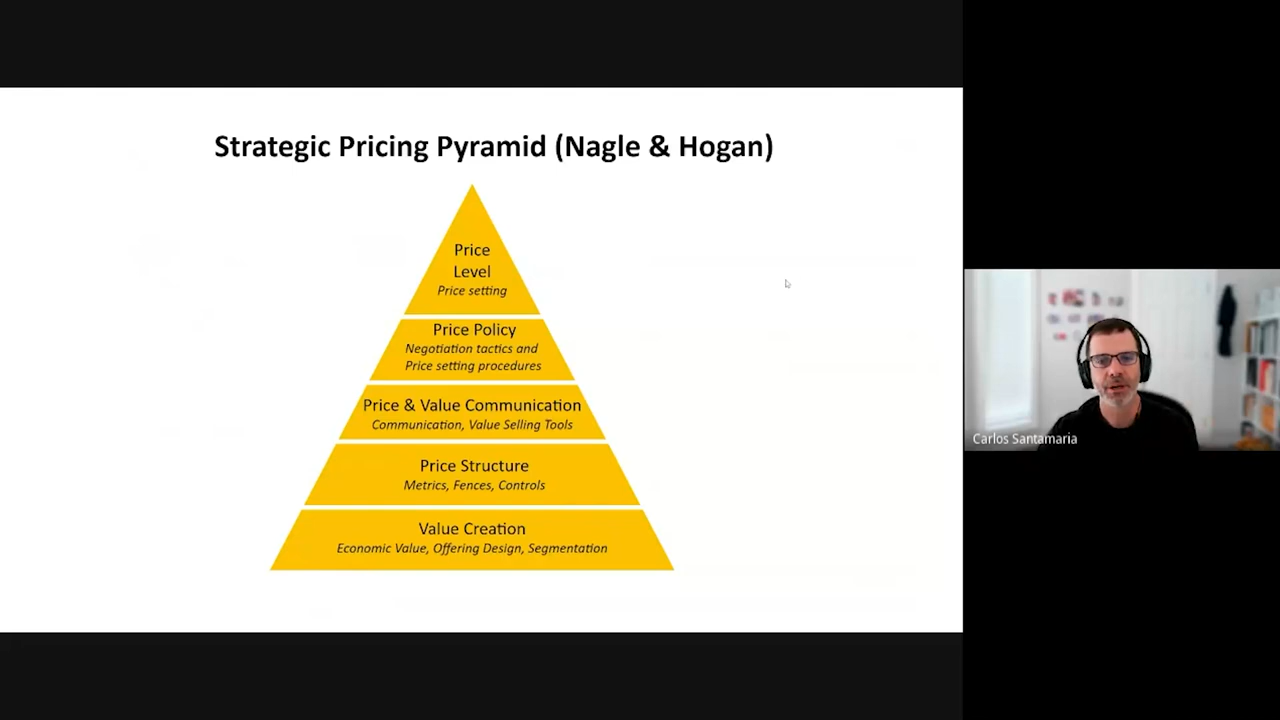 Strategic Pricing Pyramid (Nagle & Hogan)
Price
Level
Price setting
Price Policy
Negotiation tactics and
Price setting procedures
Price & Value Communication
Communication, Value Selling Tools
Price Structure
Metrics, Fences, Controls
Value Creation
Economic Value, Offering Design, Segmentation
Carlos Santamaria